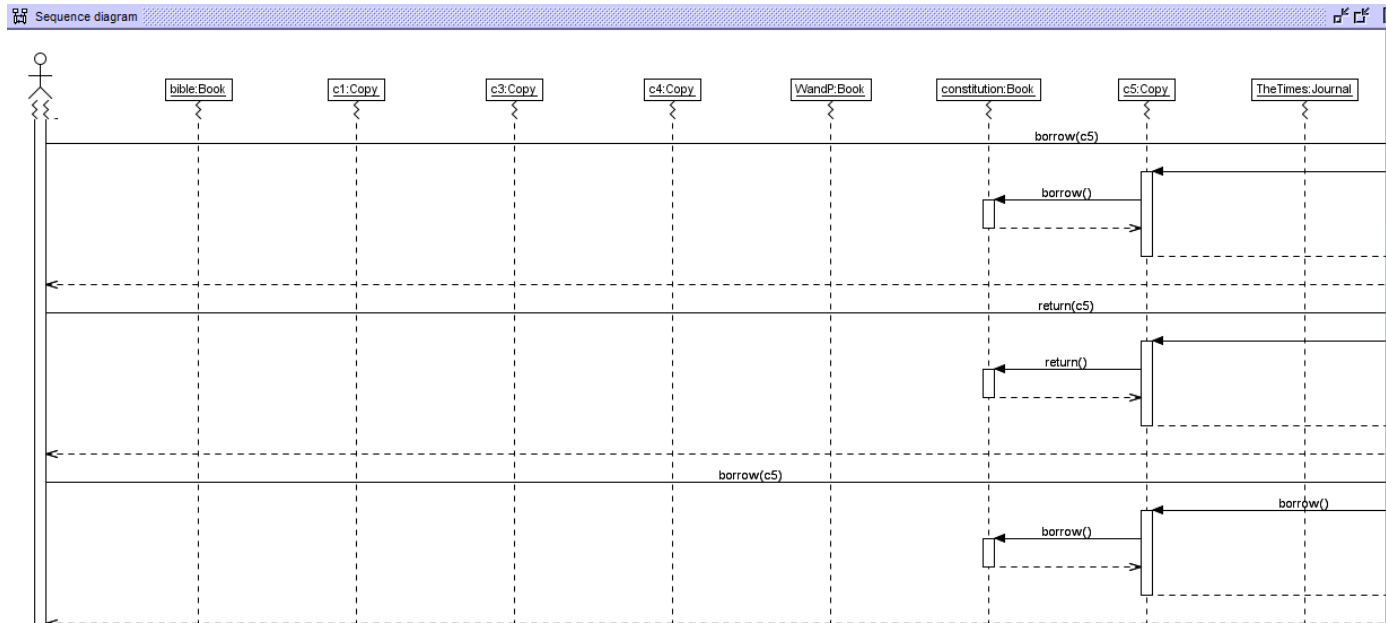 Sequence diagram
bible:Book
c1:Copy
c3:Copy
c4:Copy
WandP:Book
constitution:Book
c5:Copy
TheTimes:Journal
borrow(c5)
borrow()
return(c5)
return()
borrow(c5)
borrow()
borrow()